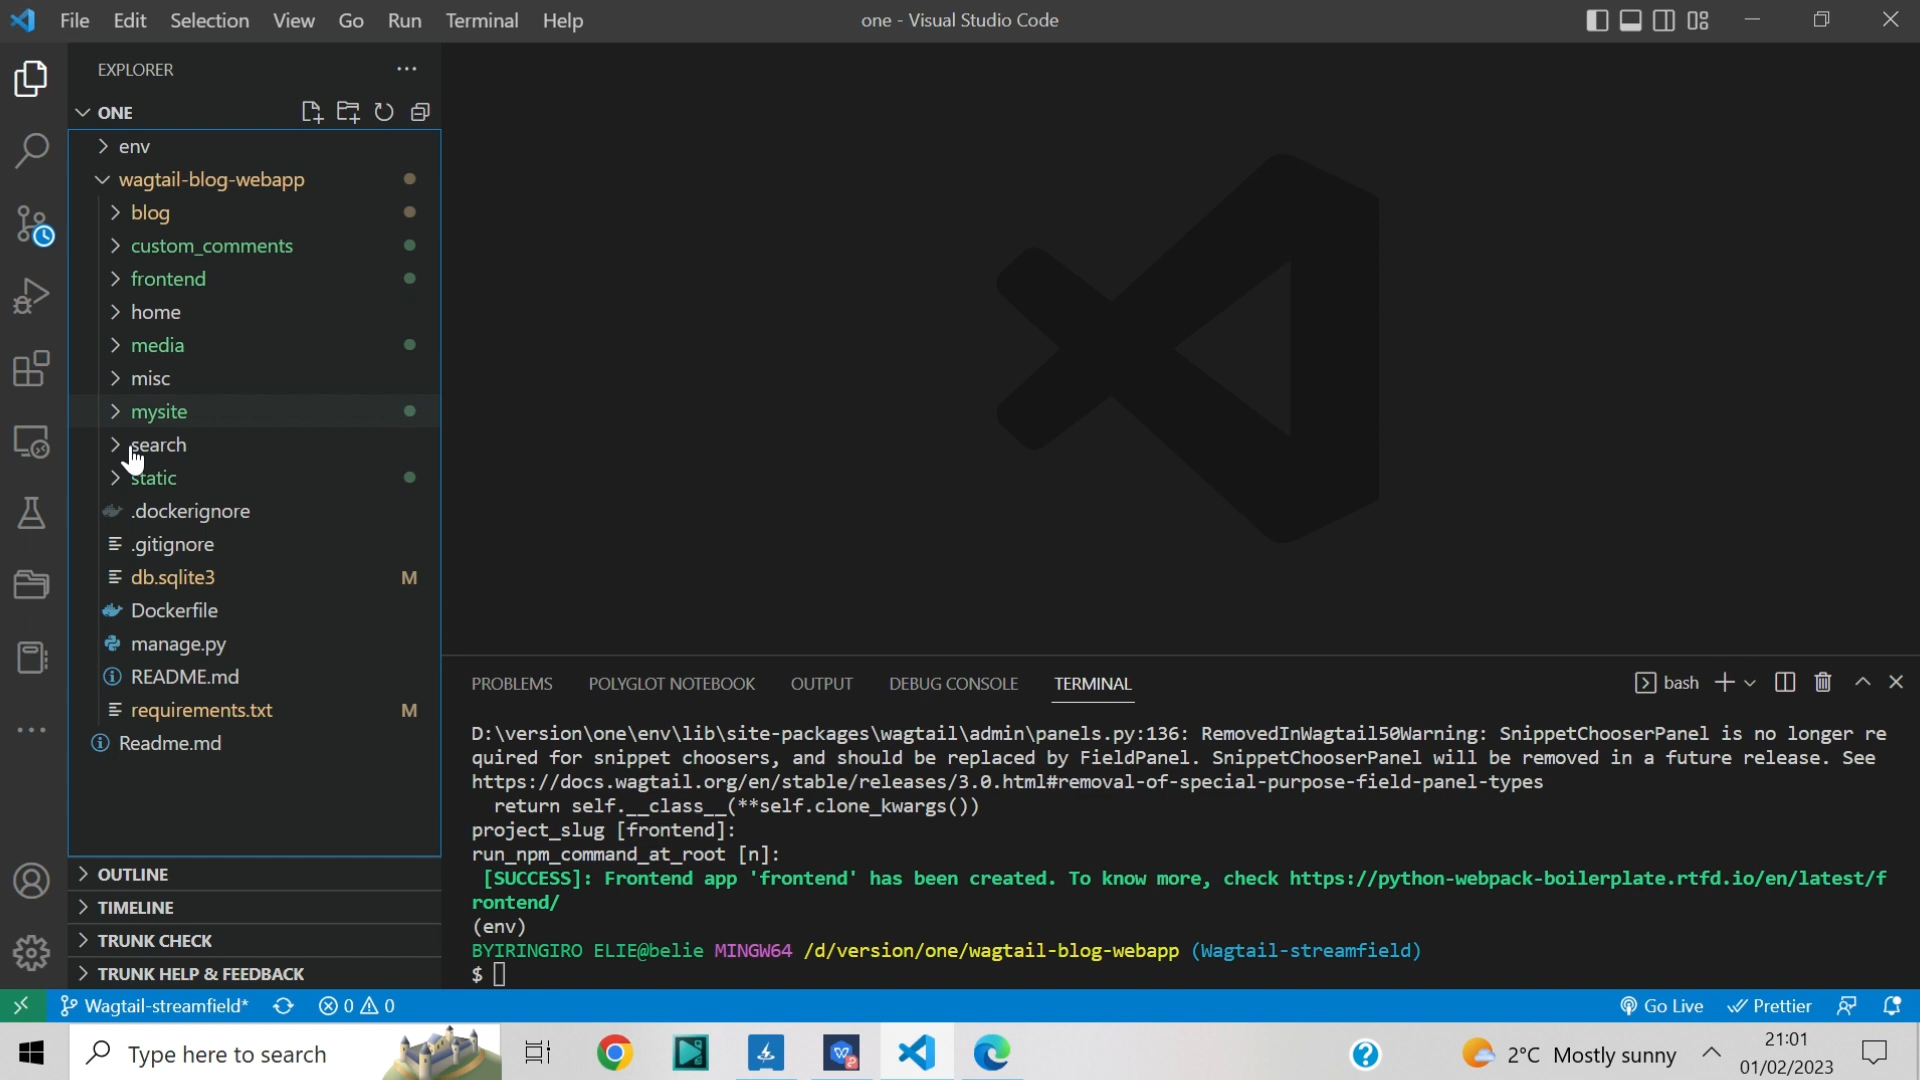 File Edit Selection View Go Run Terminal Help
one - Visual Studio Code
EXPLORER
ONE
env
wagtail-blog-webapp
blog
custom_comments
frontend
home
media
misc
mysite
search
static
.dockerignore
.gitignore
db.sqlite3 M
Dockerfile
manage.py
README.md
requirements.txt M
Readme.md
OUTLINE
TIMELINE
TRUNK CHECK
TRUNK HELP & FEEDBACK
PROBLEMS POLYGLOT NOTEBOOK OUTPUT DEBUG CONSOLE TERMINAL
bash
D:\version\one\env\lib\site-packages\wagtail\admin\panels.py:136: RemovedInWagtail50Warning: SnippetChooserPanel is no longer re
quired for snippet choosers, and should be replaced by FieldPanel. SnippetChooserPanel will be removed in a future release. See
https://docs.wagtail.org/en/stable/releases/3.0.html#removal-of-special-purpose-field-panel-types
return self.__class__(**self.clone_kwargs())
project_slug [frontend]:
run_npm_command_at_root [n]:
[SUCCESS]: Frontend app 'frontend' has been created. To know more, check https://python-webpack-boilerplate.rtfd.io/en/latest/f
rontend/
(env)
BYIRINGIRO ELIE@belie MINGW64 /d/version/one/wagtail-blog-webapp (Wagtail-streamfield)
$
Wagtail-streamfield* 0 0
Go Live Prettier
Type here to search
2°C Mostly sunny
21:01
01/02/2023